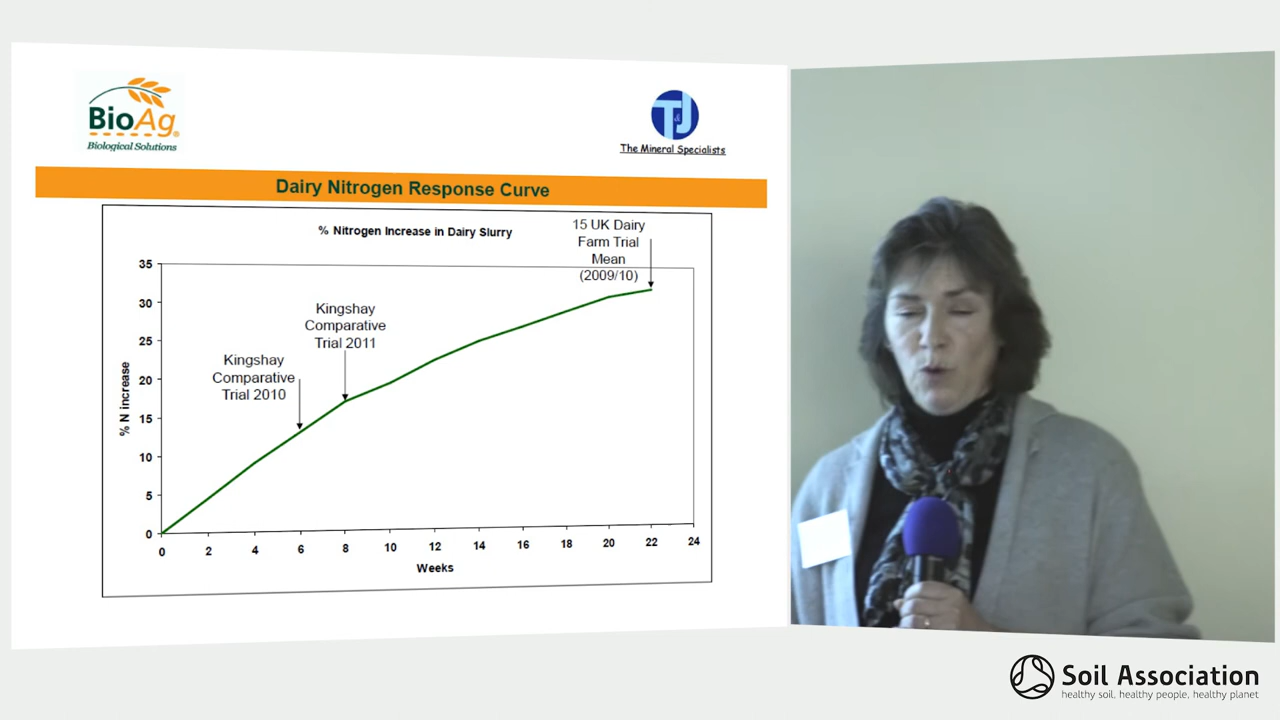 BioAg®
Biological Solutions
T&J
The Mineral Specialists
Dairy Nitrogen Response Curve
% Nitrogen Increase in Dairy Slurry
15 UK Dairy
Farm Trial
Mean
(2009/10)
Kingshay
Comparative
Trial 2011
Kingshay
Comparative
Trial 2010
% N increase
35
30
25
20
15
10
5
0
0 2 4 6 8 10 12 14 16 18 20 22 24
Weeks
Soil Association
healthy soil, healthy people, healthy planet